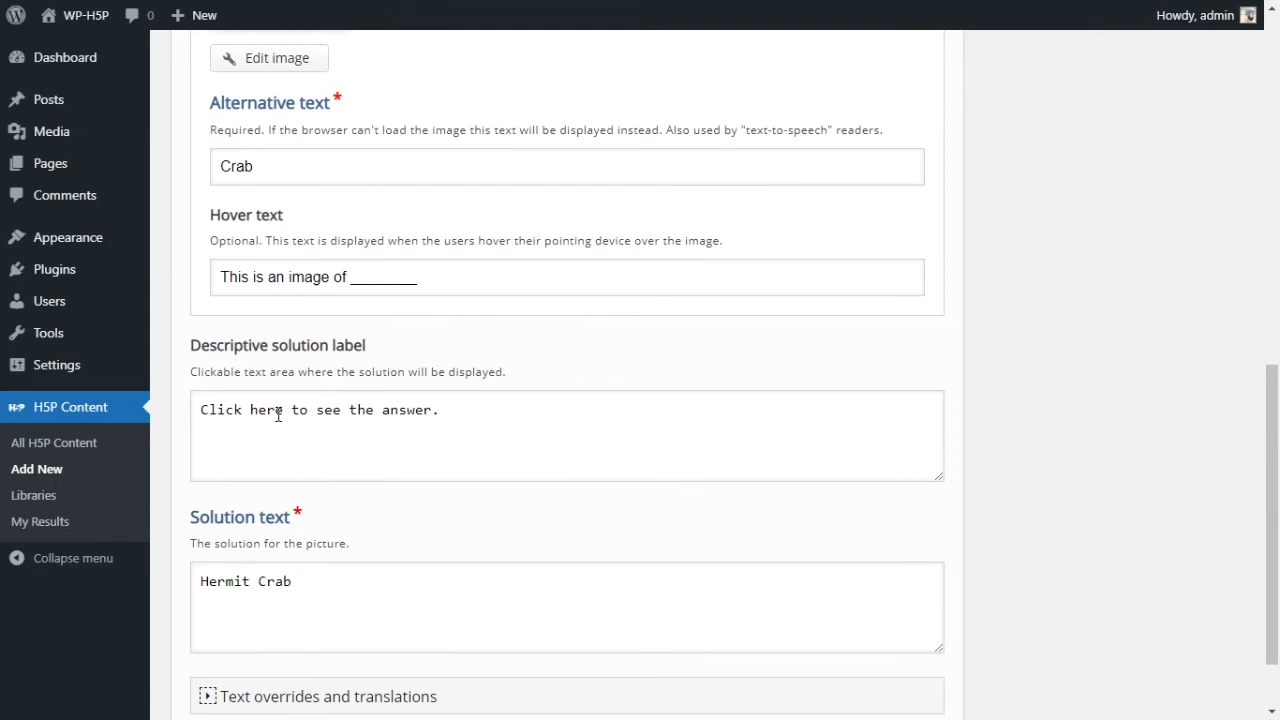 WP-H5P 0 New Howdy, admin
Dashboard
Posts
Media
Pages
Comments
Appearance
Plugins
Users
Tools
Settings
H5P H5P Content
All H5P Content
Add New
Libraries
My Results
Collapse menu
Edit image
Alternative text *
Required. If the browser can't load the image this text will be displayed instead. Also used by "text-to-speech" readers.
Crab
Hover text
Optional. This text is displayed when the users hover their pointing device over the image.
This is an image of ________
Descriptive solution label
Clickable text area where the solution will be displayed.
Click here to see the answer.
Solution text *
The solution for the picture.
Hermit Crab
Text overrides and translations